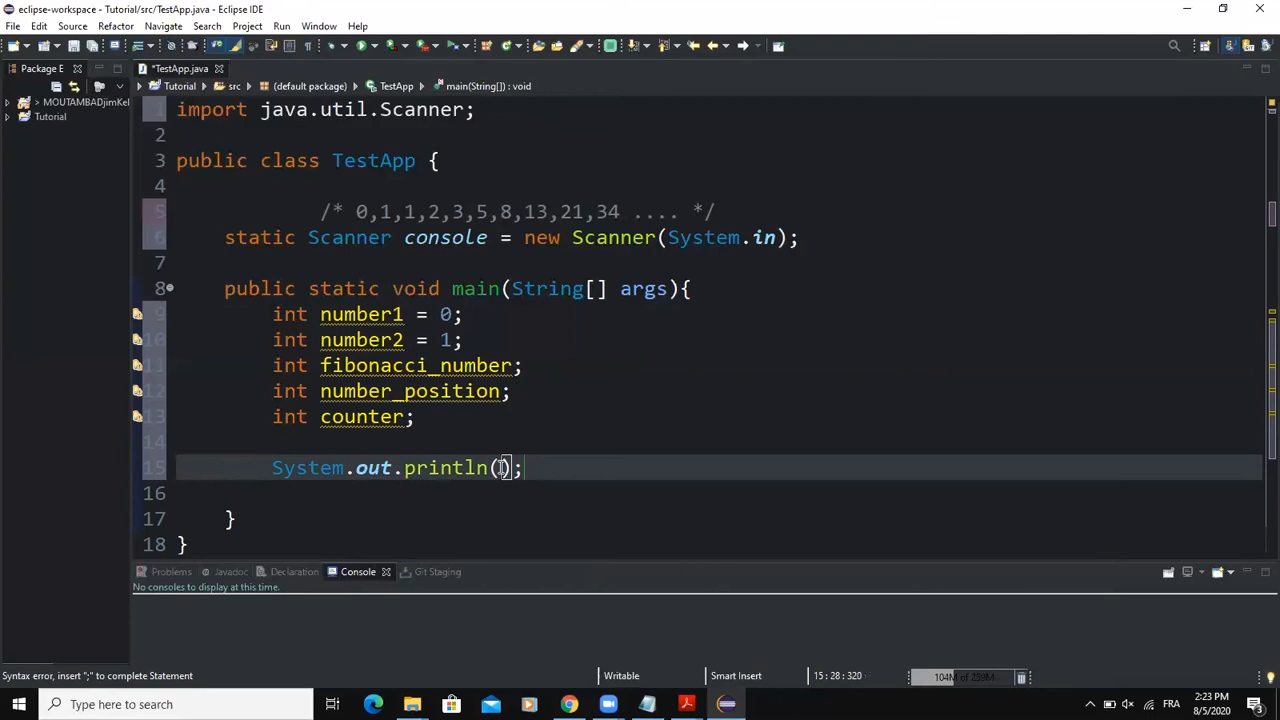 eclipse-workspace - Tutorial/src/TestApp.java - Eclipse IDE
File Edit Source Refactor Navigate Search Project Run Window Help
Package E
*TestApp.java
Tutorial src (default package) TestApp main(String[]) : void
> MOUTAMBADjimKel
Tutorial
1 import java.util.Scanner;
2
3 public class TestApp {
4
5 /* 0,1,1,2,3,5,8,13,21,34 .... */
6 static Scanner console = new Scanner(System.in);
7
8 public static void main(String[] args){
9 int number1 = 0;
10 int number2 = 1;
11 int fibonacci_number;
12 int number_position;
13 int counter;
14
15 System.out.println();
16
17 }
18 }
Problems Javadoc Declaration Console Git Staging
No consoles to display at this time.
Syntax error, insert ";" to complete Statement Writable Smart Insert 15 : 28 : 320 104M of 259M
Type here to search
FRA
2:23 PM
8/5/2020
3